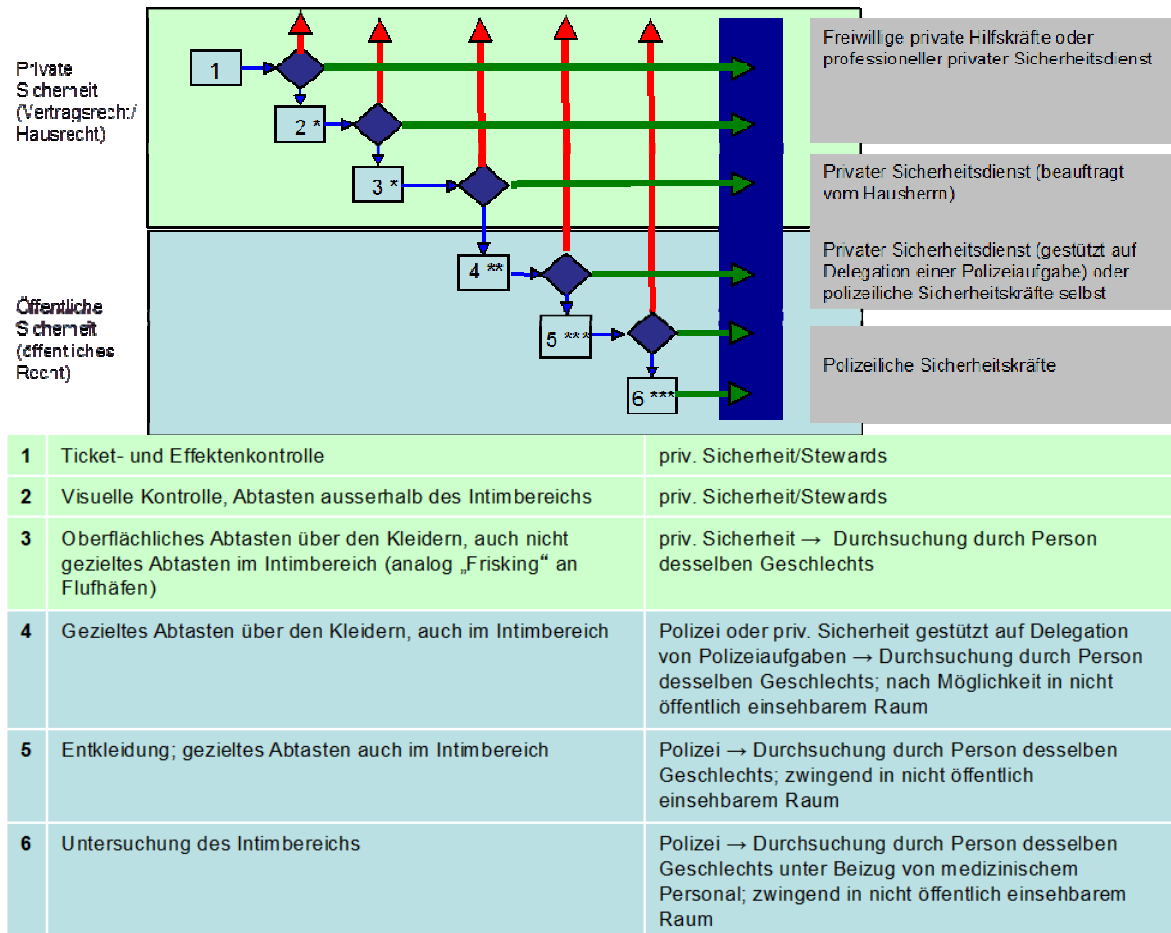 Private
Sicherheit
(Vertragsrecht/
Hausrecht)
1
2 *
3 *
Freiwillige private Hilfskräfte oder
professioneller privater Sicherheitsdienst
Privater Sicherheitsdienst (beauftragt
vom Hausherrn)
Öffentliche
Sicherheit
(öffentliches
Recht)
4 **
5 ***
6 ***
Privater Sicherheitsdienst (gestützt auf
Delegation einer Polizeiaufgabe) oder
polizeiliche Sicherheitskräfte selbst
Polizeiliche Sicherheitskräfte
1 Ticket- und Effektenkontrolle priv. Sicherheit/Stewards
2 Visuelle Kontrolle, Abtasten ausserhalb des Intimbereichs priv. Sicherheit/Stewards
3 Oberflächliches Abtasten über den Kleidern, auch nicht
gezieltes Abtasten im Intimbereich (analog „Frisking“ an
Flufhäfen)
priv. Sicherheit → Durchsuchung durch Person
desselben Geschlechts
4 Gezieltes Abtasten über den Kleidern, auch im Intimbereich
Polizei oder priv. Sicherheit gestützt auf Delegation
von Polizeiaufgaben → Durchsuchung durch Person
desselben Geschlechts; nach Möglichkeit in nicht
öffentlich einsehbarem Raum
5 Entkleidung; gezieltes Abtasten auch im Intimbereich
Polizei → Durchsuchung durch Person desselben
Geschlechts; zwingend in nicht öffentlich
einsehbarem Raum
6 Untersuchung des Intimbereichs
Polizei → Durchsuchung durch Person desselben
Geschlechts unter Beizug von medizinischem
Personal; zwingend in nicht öffentlich einsehbarem
Raum